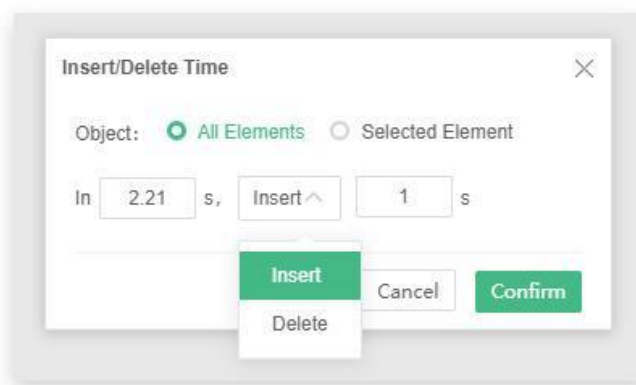 Insert/Delete Time
Object: All Elements Selected Element
In 2.21 s, Insert 1 s
Insert
Cancel Confirm
Delete